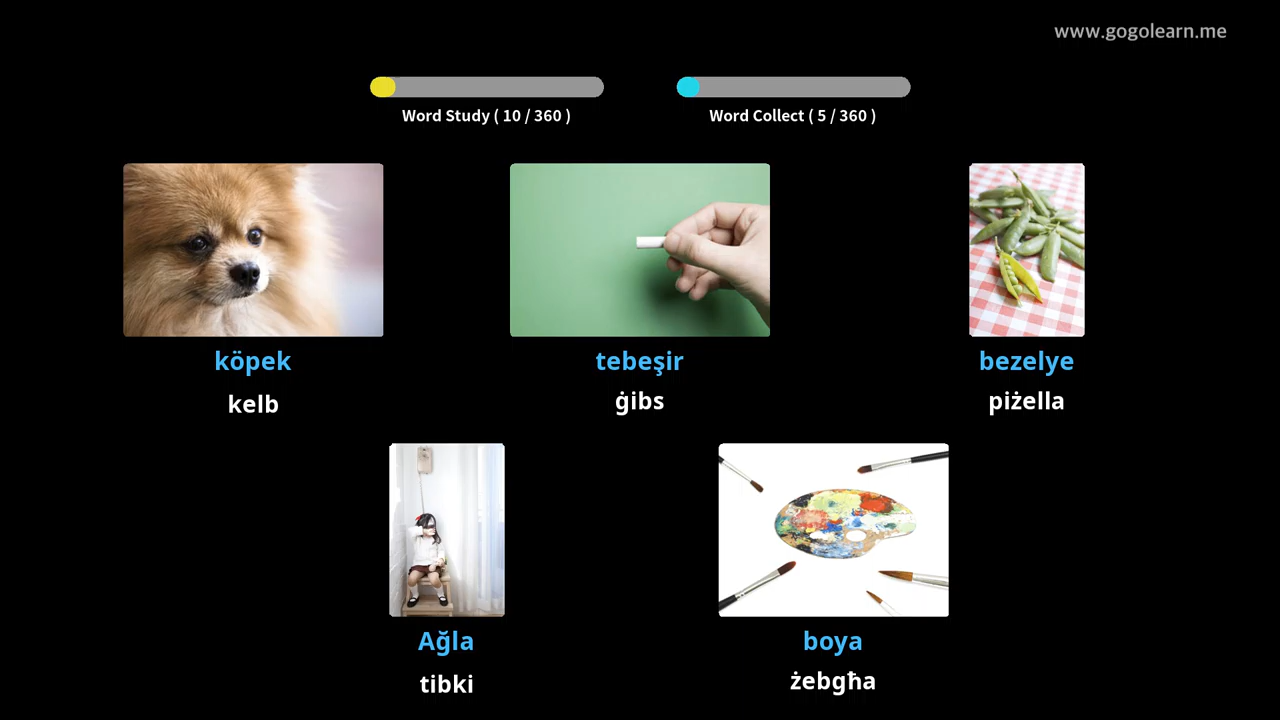 www.gogolearn.me
Word Study ( 10 / 360 )
Word Collect ( 5 / 360 )
köpek
tebeşir
bezelye
kelb
ġibs
piżella
Ağla
boya
tibki
żebgħa